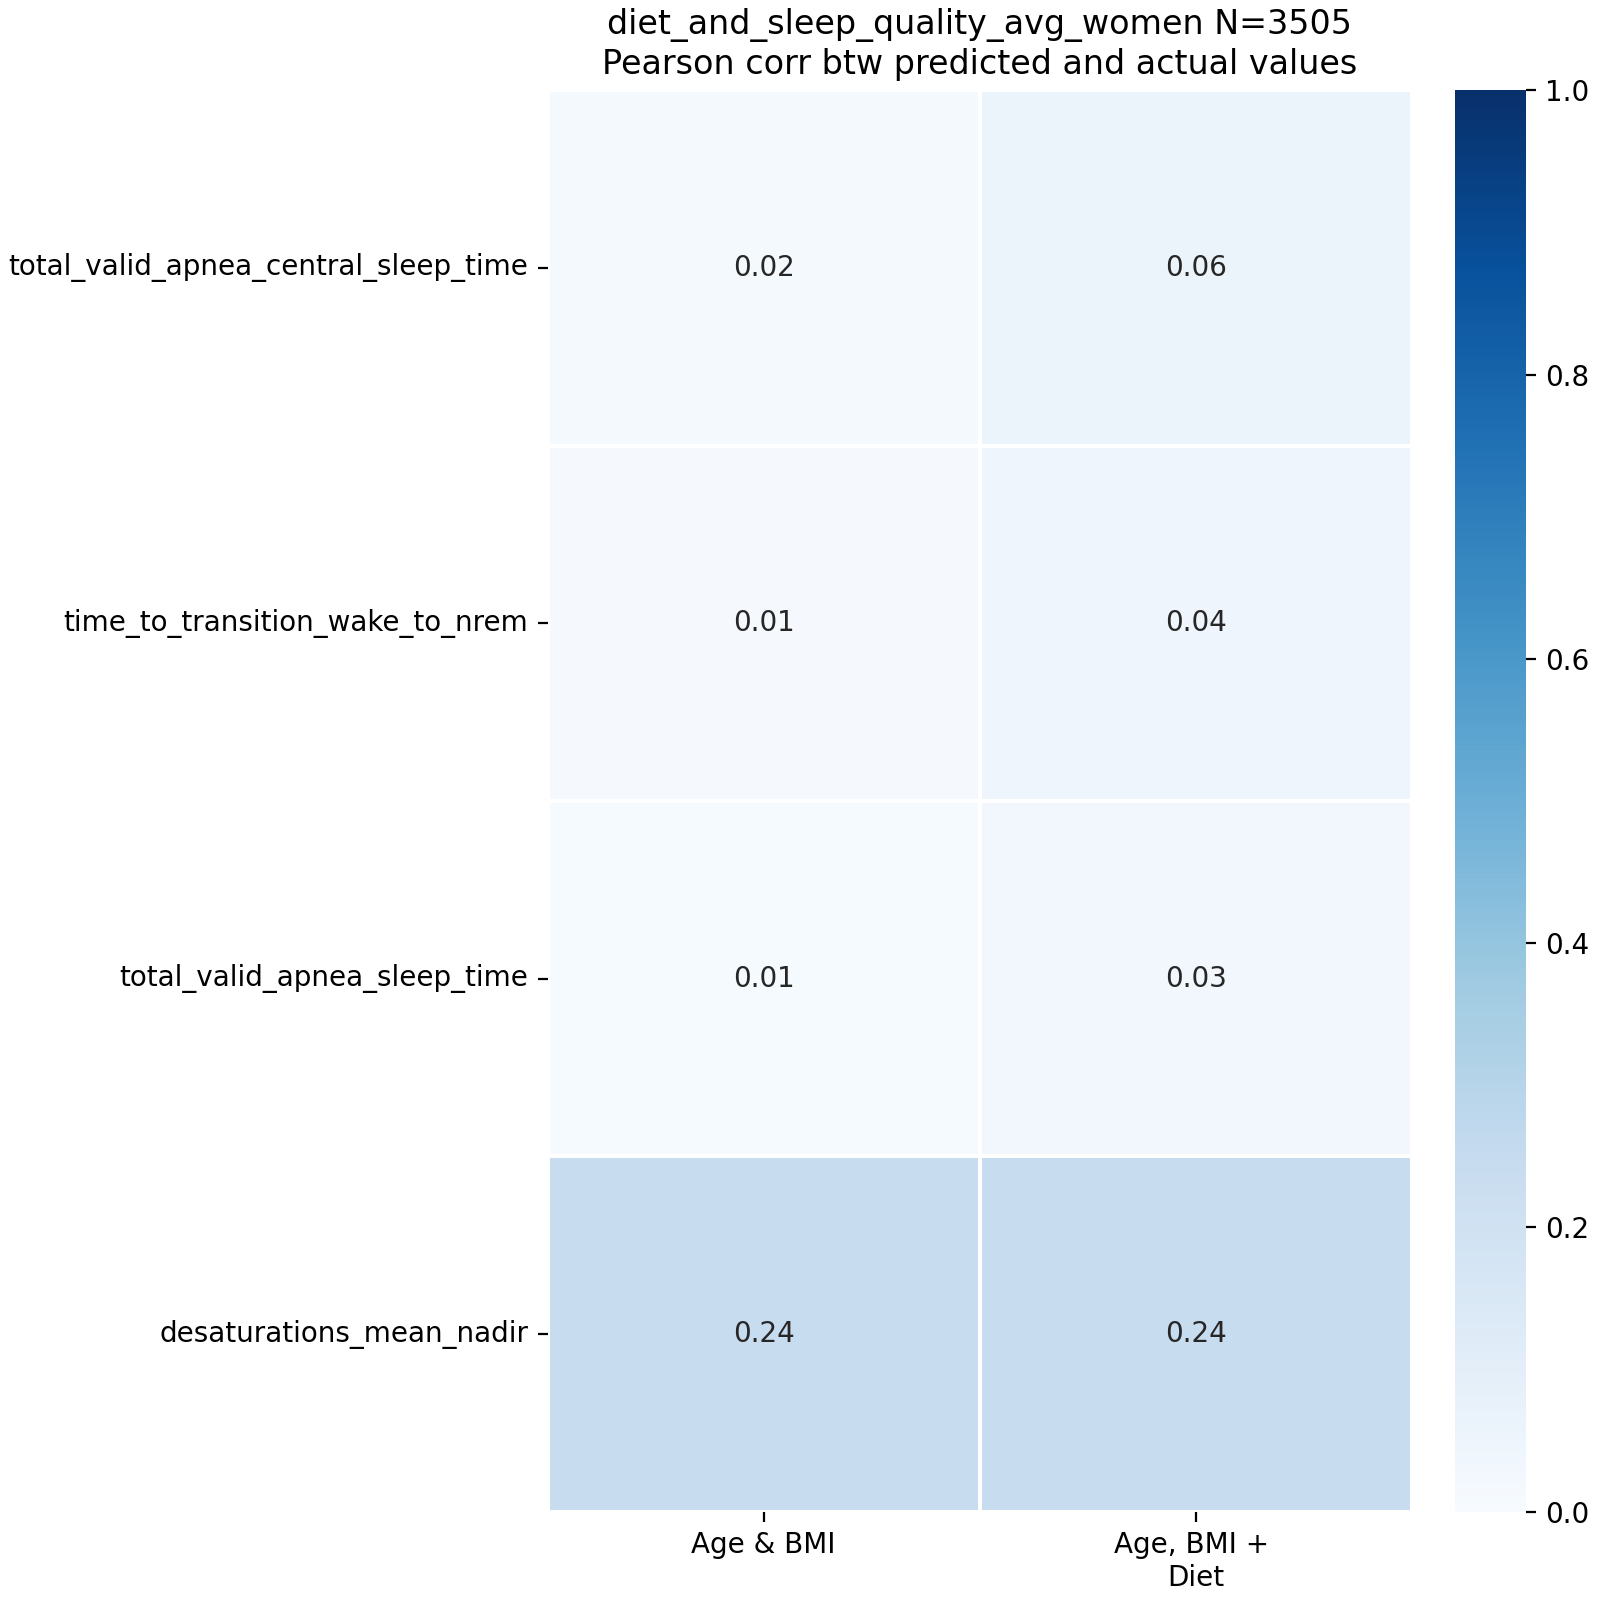 diet_and_sleep_quality_avg_women N=3505
Pearson corr btw predicted and actual values
total_valid_apnea_central_sleep_time
0.02
0.06
time_to_transition_wake_to_nrem
0.01
0.04
total_valid_apnea_sleep_time
0.01
0.03
desaturations_mean_nadir
0.24
0.24
Age & BMI
Age, BMI +
Diet
1.0
0.8
0.6
0.4
0.2
0.0